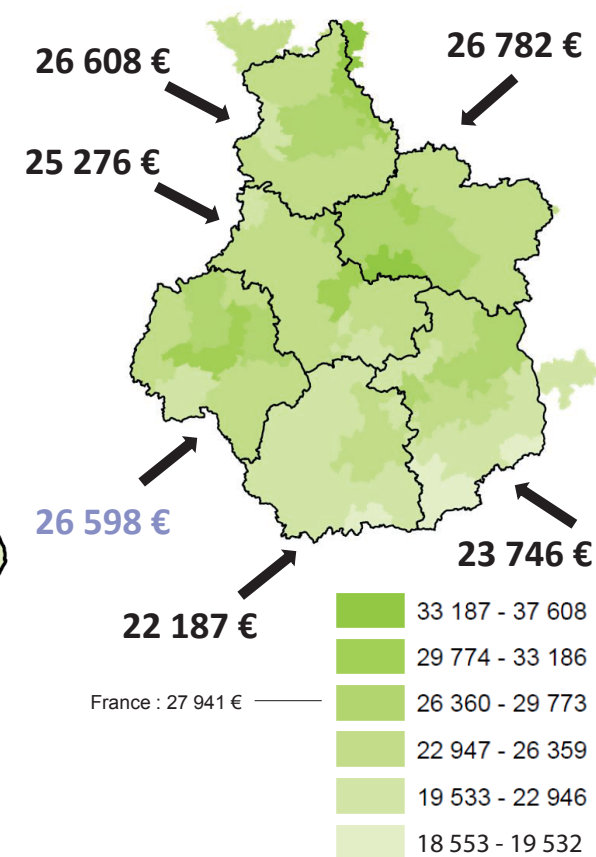 26 608 €
26 782 €
25 276 €
26 598 €
23 746 €
22 187 €
33 187 - 37 608
29 774 - 33 186
France : 27 941 €
26 360 - 29 773
22 947 - 26 359
19 533 - 22 946
18 553 - 19 532